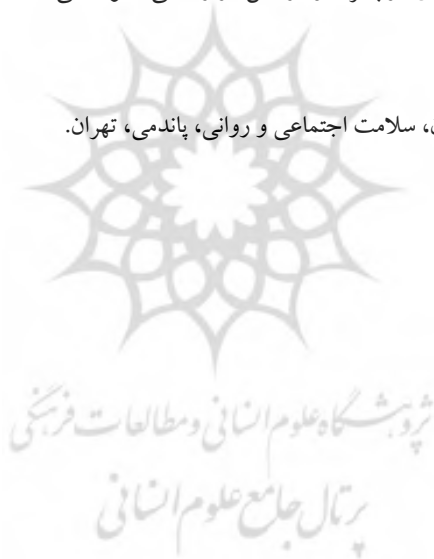 ، سلامت اجتماعی و روانی، پاندمی، تهران.
پژوهشگاه علوم انسانی و مطالعات فرهنگی
پرتال جامع علوم انسانی